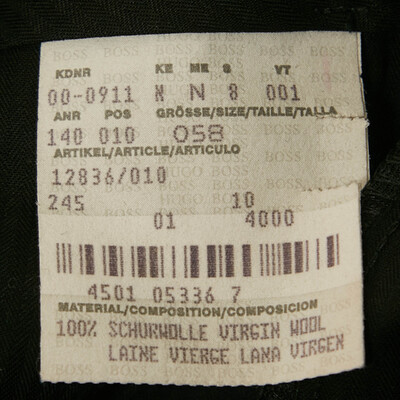 KDNR KE ME S VT
00-0911 N N 8 001
ANR POS GRÖSSE/SIZE/TAILLE/TALLA
140 010 058
ARTIKEL/ARTICLE/ARTICULO
12836/010
245 10
01 4000
4501 05336 7
MATERIAL/COMPOSITION/COMPOSICION
100% SCHURWOLLE VIRGIN WOOL
LAINE VIERGE LANA VIRGEN